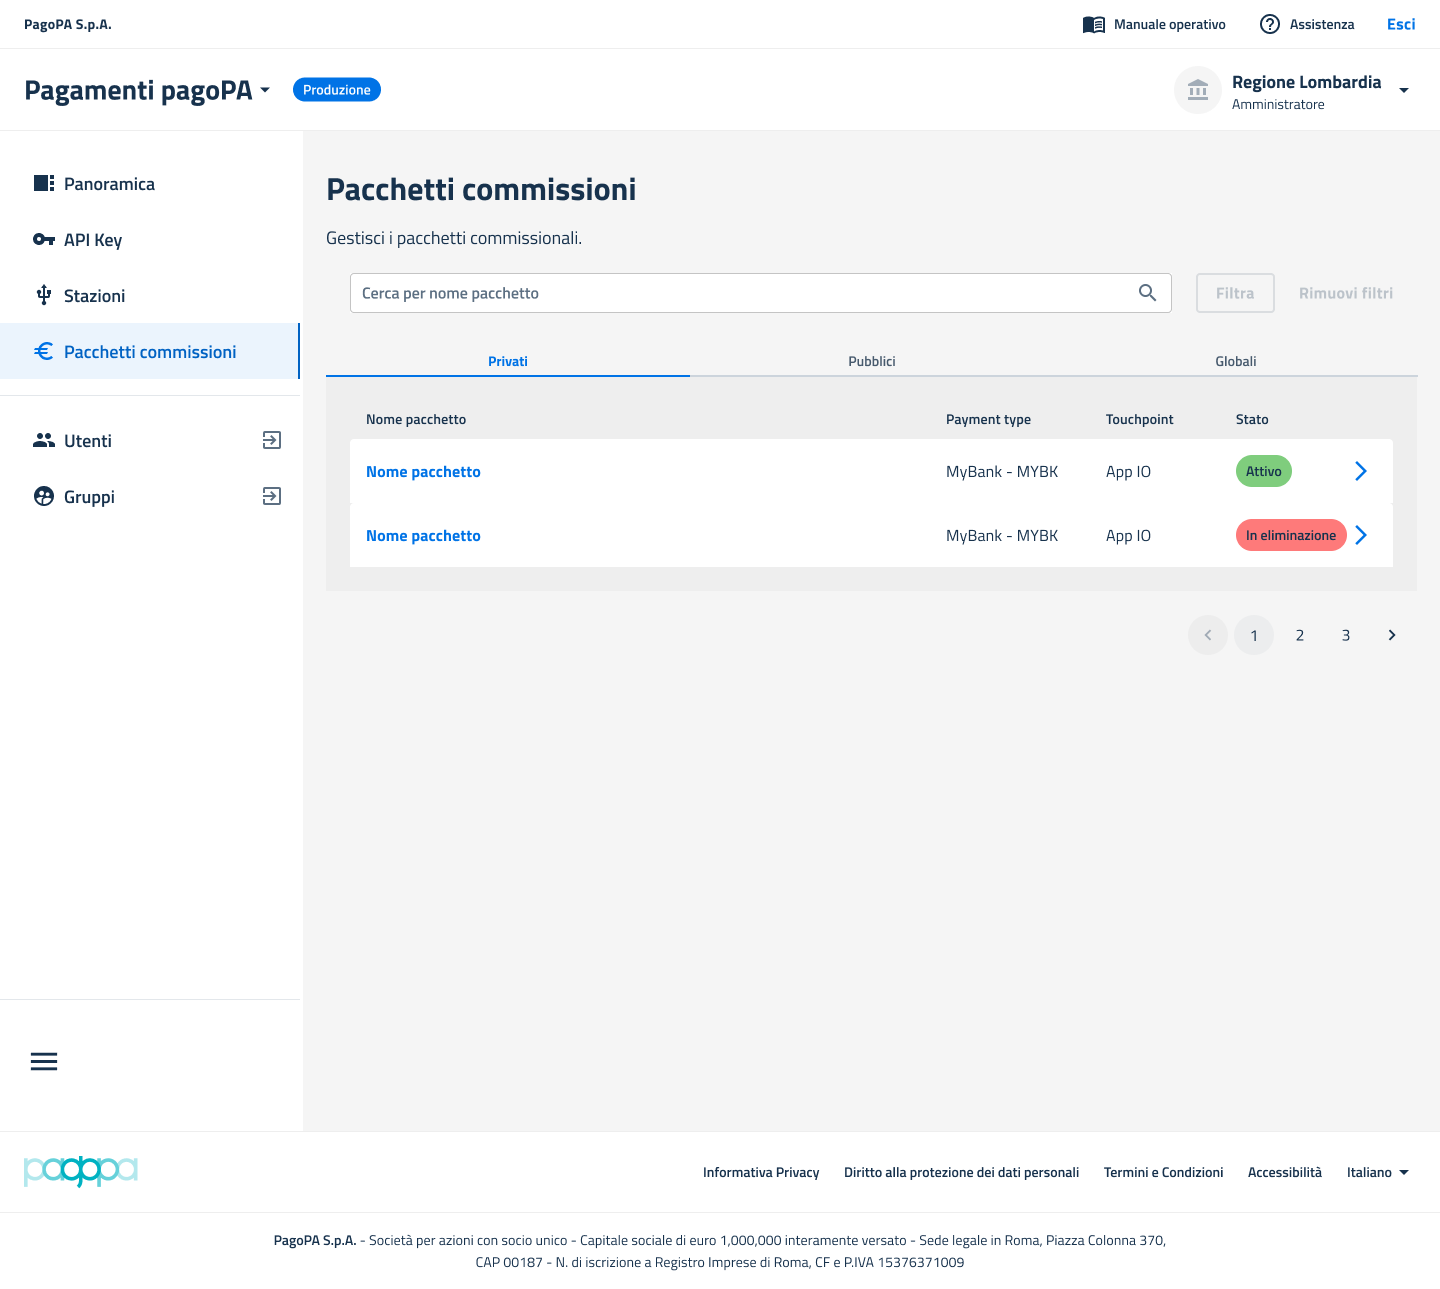 PagoPA S.p.A.
Manuale operativo
Assistenza
Esci
Pagamenti pagoPA
Produzione
Regione Lombardia
Amministratore
Panoramica
API Key
Stazioni
Pacchetti commissioni
Utenti
Gruppi
Pacchetti commissioni
Gestisci i pacchetti commissionali.
Cerca per nome pacchetto
Filtra
Rimuovi filtri
Privati
Pubblici
Globali
Nome pacchetto
Payment type
Touchpoint
Stato
Nome pacchetto
MyBank - MYBK
App IO
Attivo
Nome pacchetto
MyBank - MYBK
App IO
In eliminazione
1
2
3
pagopa
Informativa Privacy
Diritto alla protezione dei dati personali
Termini e Condizioni
Accessibilità
Italiano
PagoPA S.p.A. - Società per azioni con socio unico - Capitale sociale di euro 1,000,000 interamente versato - Sede legale in Roma, Piazza Colonna 370,
CAP 00187 - N. di iscrizione a Registro Imprese di Roma, CF e P.IVA 15376371009